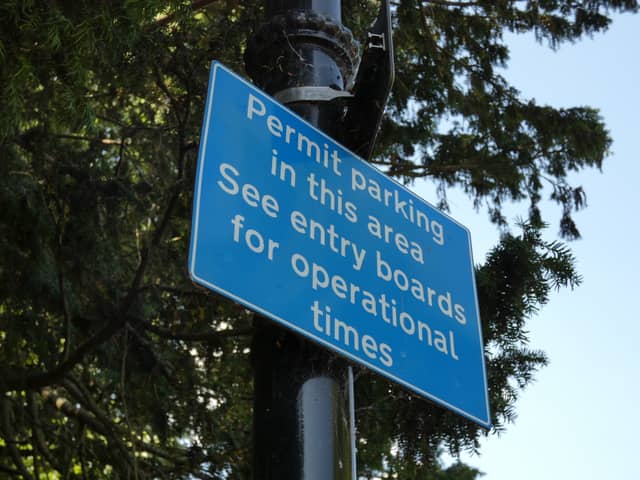 Permit parking
in this area
See entry boards
for operational
times